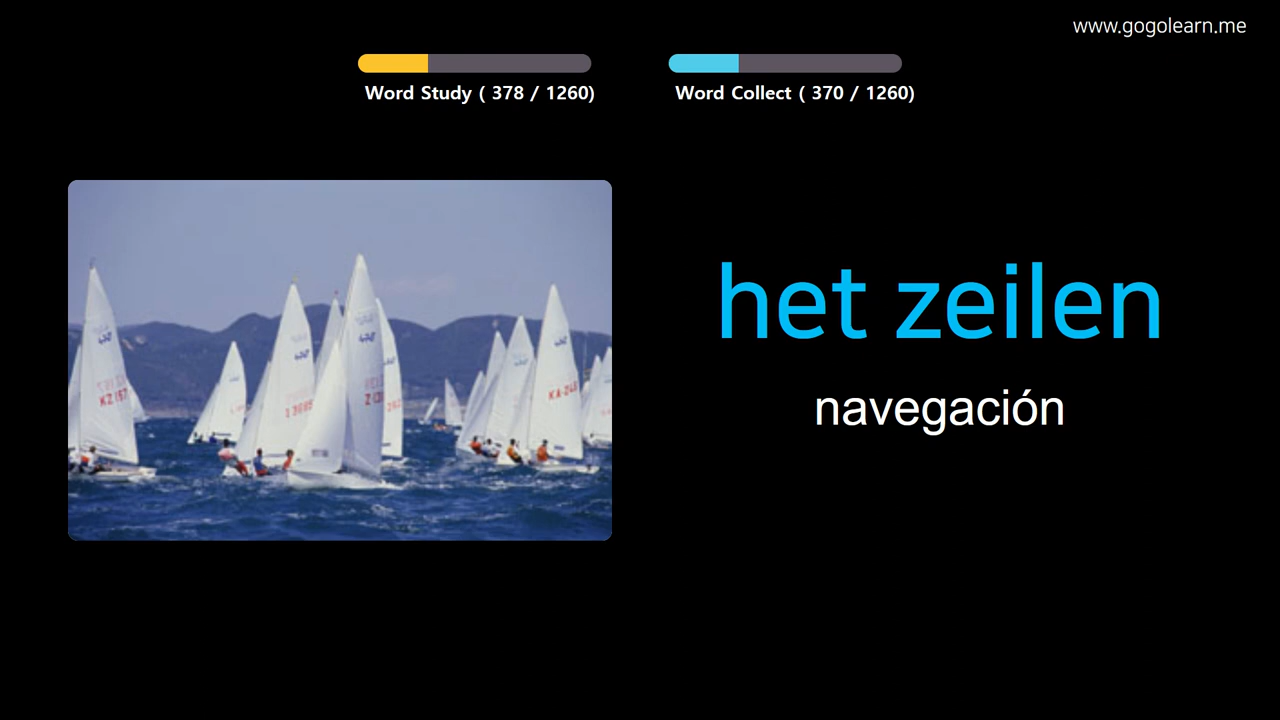 www.gogolearn.me
Word Study ( 378 / 1260)
Word Collect ( 370 / 1260)
het zeilen
navegación